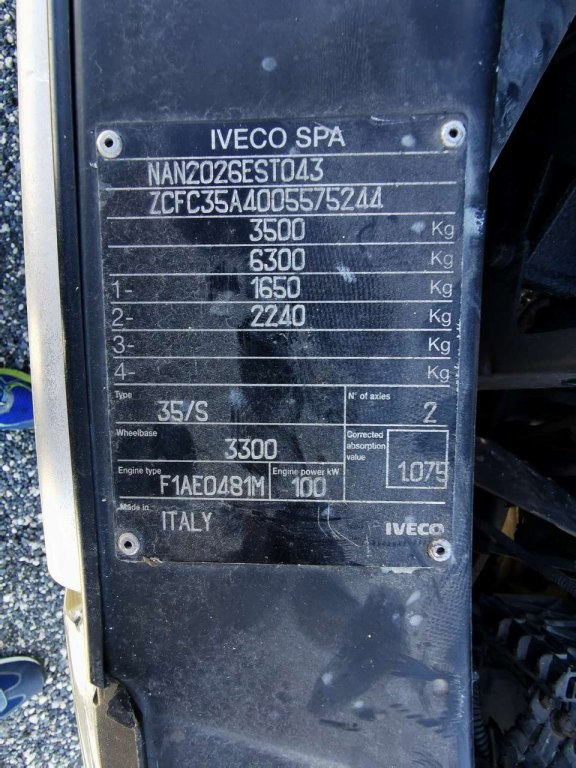 IVECO SPA
NAN2026EST043
ZCFC35A4005575244
3500 Kg
6300 Kg
1- 1650 Kg
2- 2240 Kg
3- Kg
4- Kg
Type 35/S N° of axles 2
Wheelbase 3300 Corrected absorption value 1.075
Engine type F1AE0481M Engine power kW 100
Made in ITALY IVECO